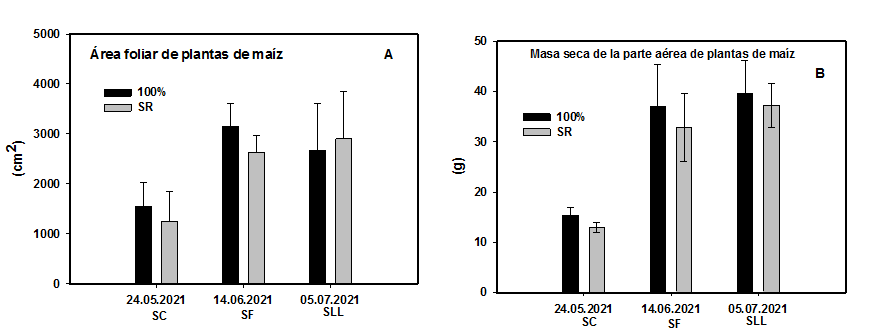 Área foliar de plantas de maíz
A
100%
SR
(cm2)
5000
4000
3000
2000
1000
0
24.05.2021 14.06.2021 05.07.2021
SC SF SLL
Masa seca de la parte aérea de plantas de maíz
B
100%
SR
(g)
50
40
30
20
10
0
24.05.2021 14.06.2021 05.07.2021
SC SF SLL